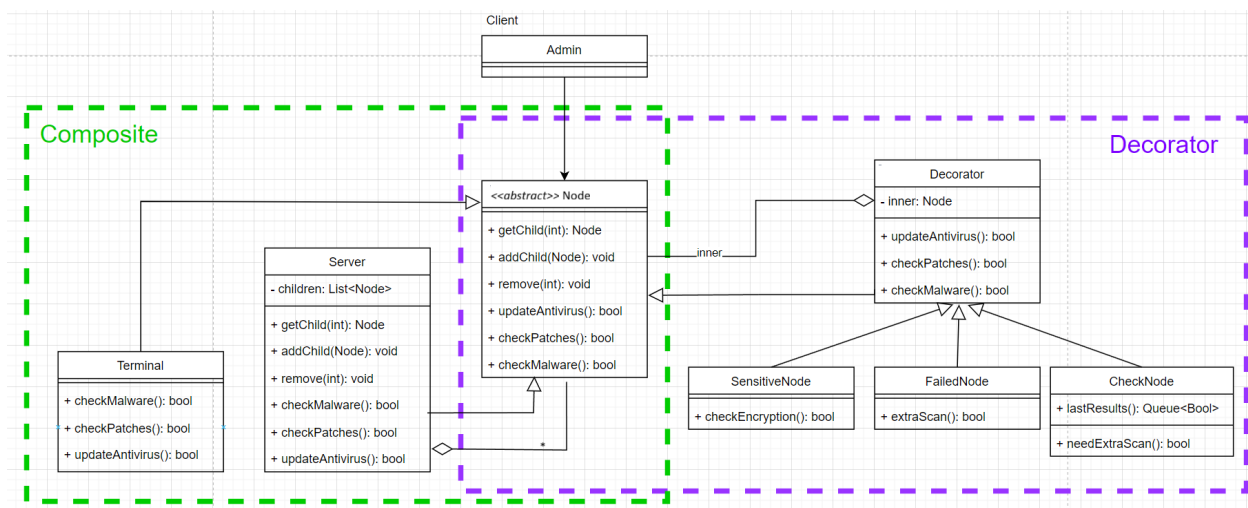 Client
Admin
Composite
Decorator
<<abstract>> Node
+ getChild(int): Node
+ addChild(Node): void
+ remove(int): void
+ updateAntivirus(): bool
+ checkPatches(): bool
+ checkMalware(): bool
Decorator
- inner: Node
+ updateAntivirus(): bool
+ checkPatches(): bool
+ checkMalware(): bool
inner
Server
- children: List<Node>
+ getChild(int): Node
+ addChild(Node): void
+ remove(int): void
+ checkMalware(): bool
+ checkPatches(): bool
+ updateAntivirus(): bool
*
Terminal
+ checkMalware(): bool
+ checkPatches(): bool
+ updateAntivirus(): bool
SensitiveNode
+ checkEncryption(): bool
FailedNode
+ extraScan(): bool
CheckNode
+ lastResults(): Queue<Bool>
+ needExtraScan(): bool